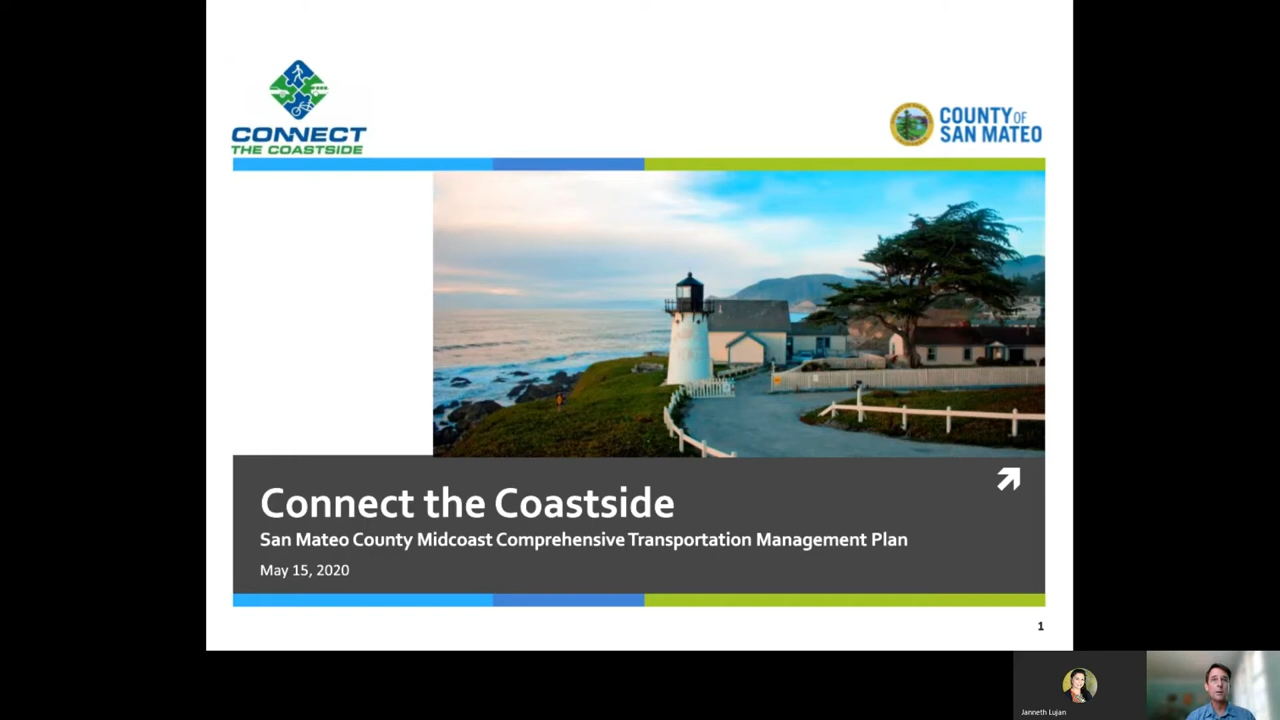 CONNECT
THE COASTSIDE
COUNTY OF
SAN MATEO
Connect the Coastside
San Mateo County Midcoast Comprehensive Transportation Management Plan
May 15, 2020
1
Janneth Lujan